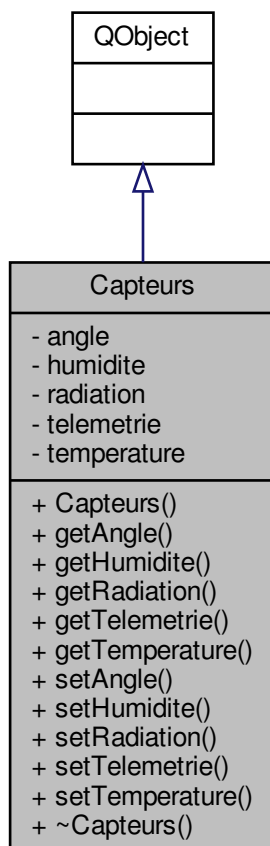 QObject
Capteurs
- angle
- humidite
- radiation
- telemetrie
- temperature
+ Capteurs()
+ getAngle()
+ getHumidite()
+ getRadiation()
+ getTelemetrie()
+ getTemperature()
+ setAngle()
+ setHumidite()
+ setRadiation()
+ setTelemetrie()
+ setTemperature()
+ ~Capteurs()